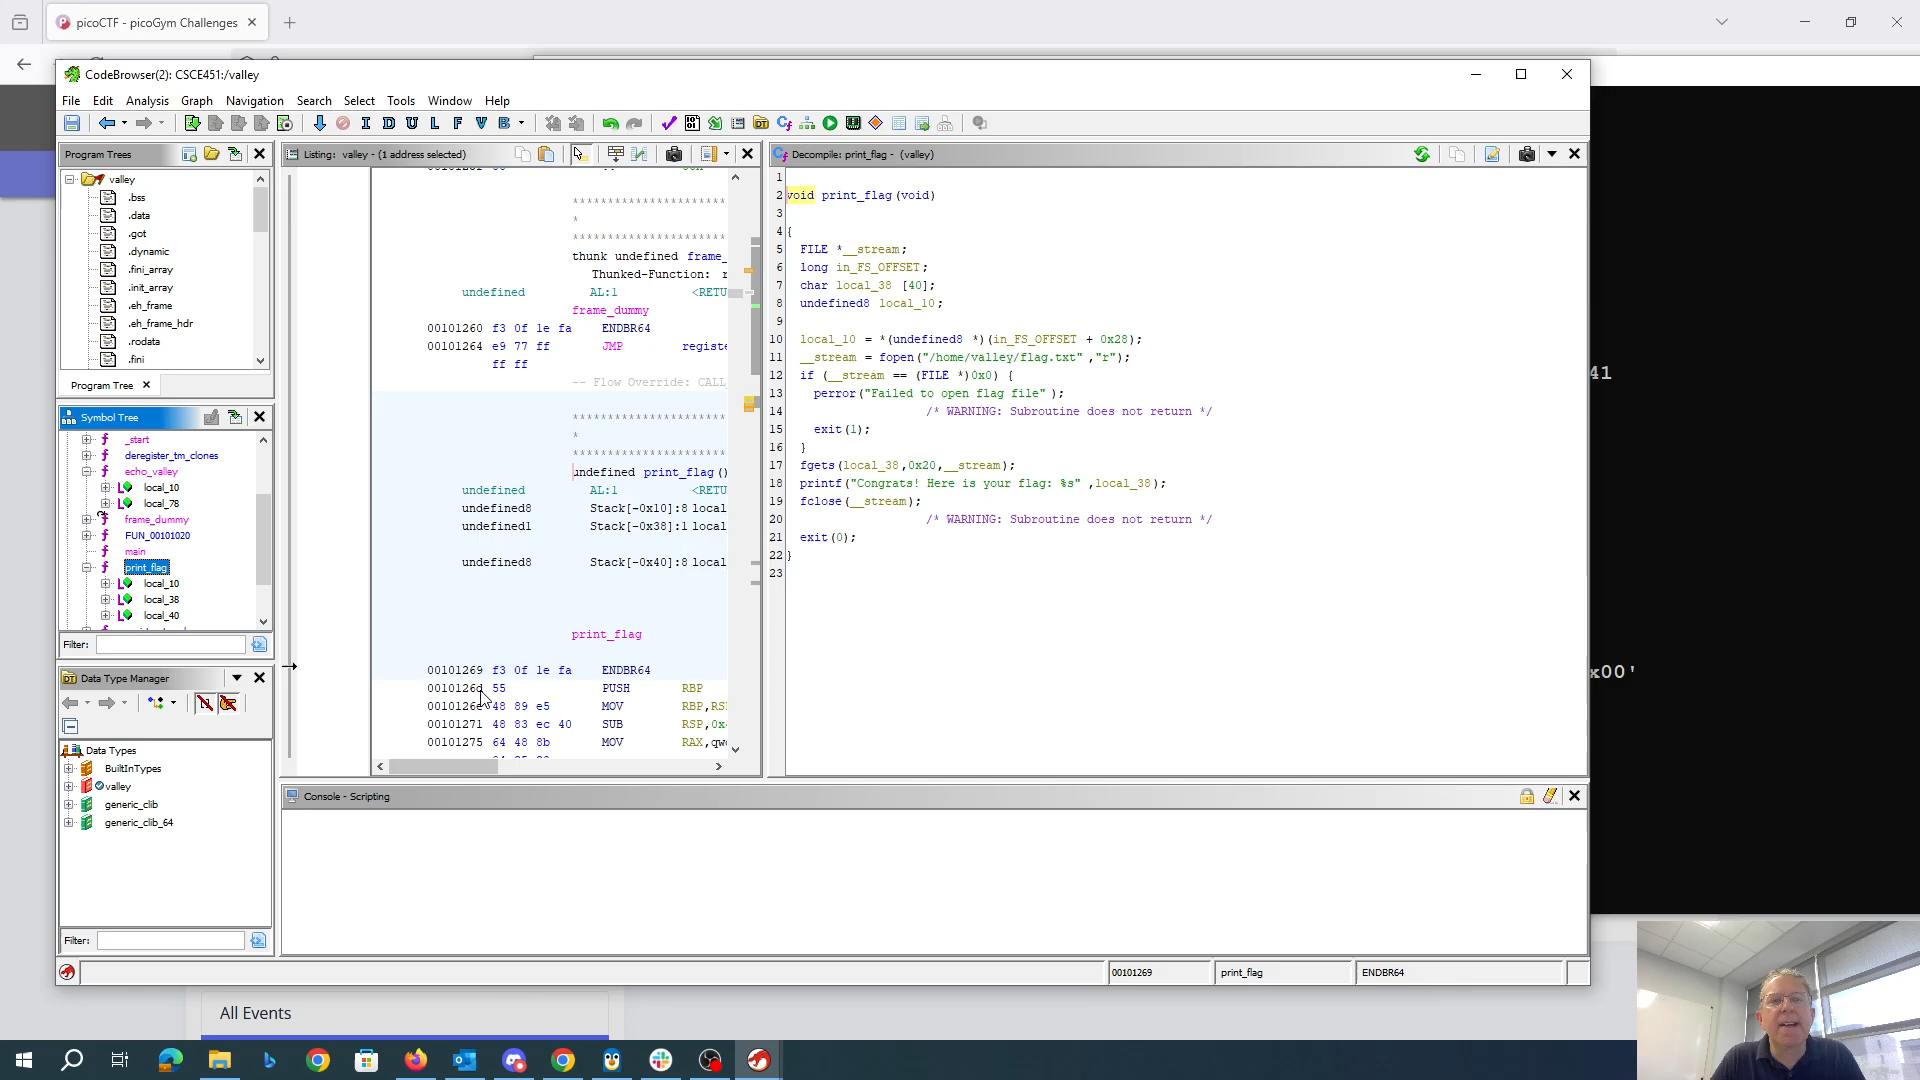 picoCTF - picoGym Challenges
CodeBrowser(2): CSCE451:/valley
File Edit Analysis Graph Navigation Search Select Tools Window Help
I D U L F V B
Program Trees
valley
.bss
.data
.got
.dynamic
.fini_array
.init_array
.eh_frame
.eh_frame_hdr
.rodata
.fini
Program Tree
Symbol Tree
_start
deregister_tm_clones
echo_valley
local_10
local_78
frame_dummy
FUN_00101020
main
print_flag
local_10
local_38
local_40
Filter:
Data Type Manager
Data Types
BuiltInTypes
valley
generic_clib
generic_clib_64
Filter:
Listing: valley - (1 address selected)
************************
*
************************
thunk undefined frame_
Thunked-Function: r
undefined AL:1 <RETU
frame_dummy
00101260 f3 0f 1e fa ENDBR64
00101264 e9 77 ff JMP registe
ff ff
-- Flow Override: CALL_
************************
*
************************
undefined print_flag()
undefined AL:1 <RETU
undefined8 Stack[-0x10]:8 local
undefined1 Stack[-0x38]:1 local
undefined8 Stack[-0x40]:8 local
print_flag
00101269 f3 0f 1e fa ENDBR64
0010126d 55 PUSH RBP
0010126e 48 89 e5 MOV RBP,RS
00101271 48 83 ec 40 SUB RSP,0x
00101275 64 48 8b MOV RAX,qw
Decompile: print_flag - (valley)
1
2 void print_flag(void)
3
4 {
5 FILE *__stream;
6 long in_FS_OFFSET;
7 char local_38 [40];
8 undefined8 local_10;
9
10 local_10 = *(undefined8 *)(in_FS_OFFSET + 0x28);
11 __stream = fopen("/home/valley/flag.txt","r");
12 if (__stream == (FILE *)0x0) {
13 perror("Failed to open flag file");
14 /* WARNING: Subroutine does not return */
15 exit(1);
16 }
17 fgets(local_38,0x20,__stream);
18 printf("Congrats! Here is your flag: %s",local_38);
19 fclose(__stream);
20 /* WARNING: Subroutine does not return */
21 exit(0);
22 }
23
Console - Scripting
00101269 print_flag ENDBR64
41
x00'
All Events